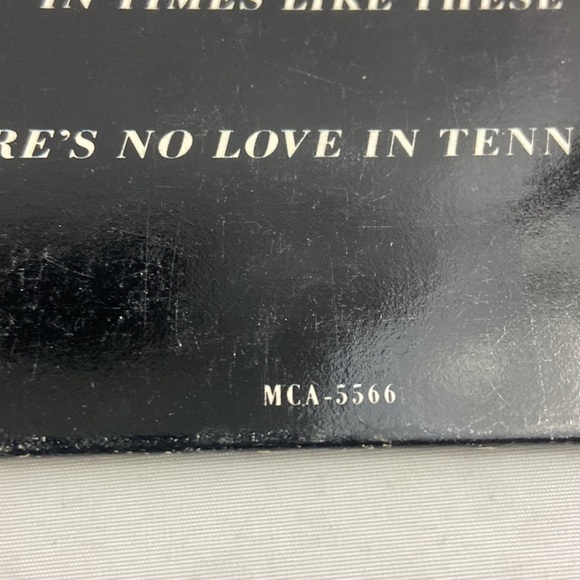 IN TIMES LIKE THESE
RE'S NO LOVE IN TENN
MCA-5566